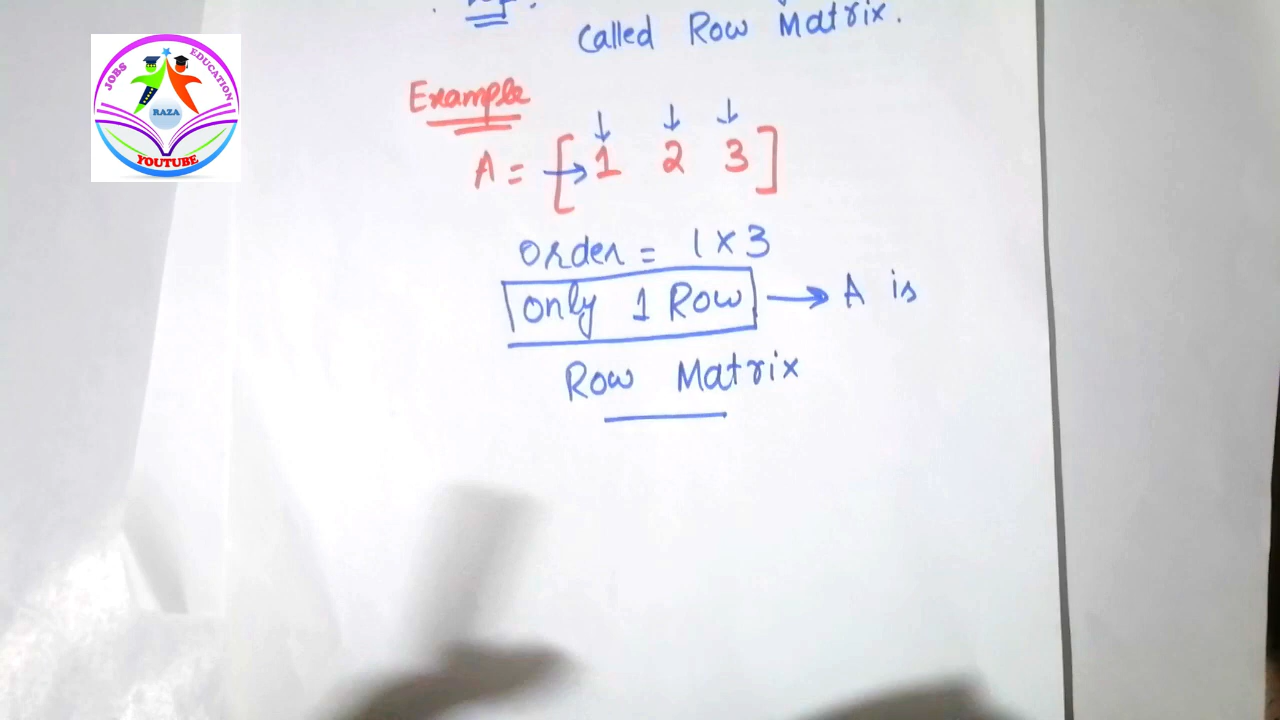 called Row Matrix.
JOBS EDUCATION
RAZA
YOUTUBE
Example
A = [ 1 2 3 ]
order = 1 × 3
only 1 Row → A is
Row Matrix